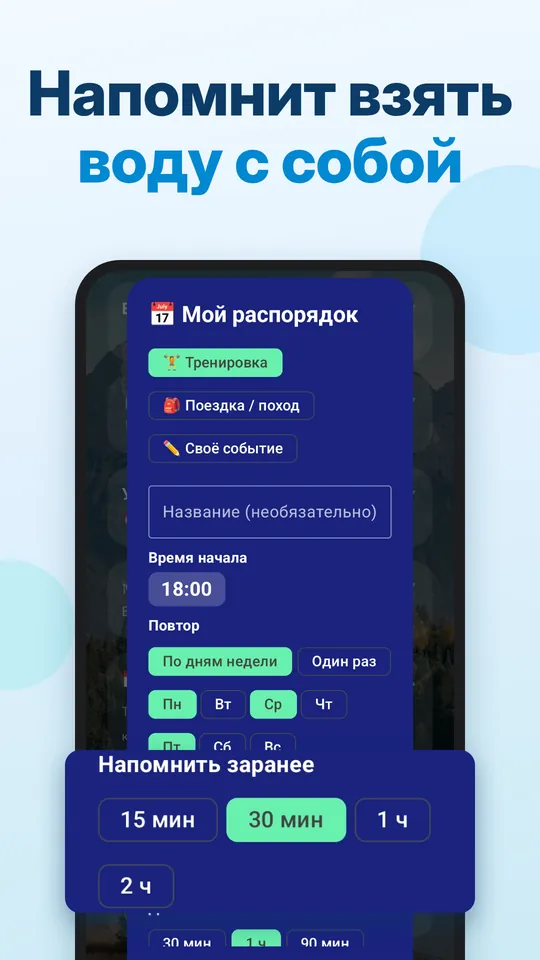 Напомнит взять
воду с собой
July 17 Мой распорядок
Тренировка
Поездка / поход
Своё событие
Название (необязательно)
Время начала
18:00
Повтор
По дням недели Один раз
Пн Вт Ср Чт
Пт Сб Вс
Напомнить заранее
15 мин 30 мин 1 ч
2 ч
30 мин 1 ч 90 мин